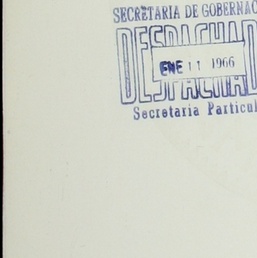 SECRETARIA DE GOBERNAC
DESPACHAD
ENE 11 1966
Secretaria Particul